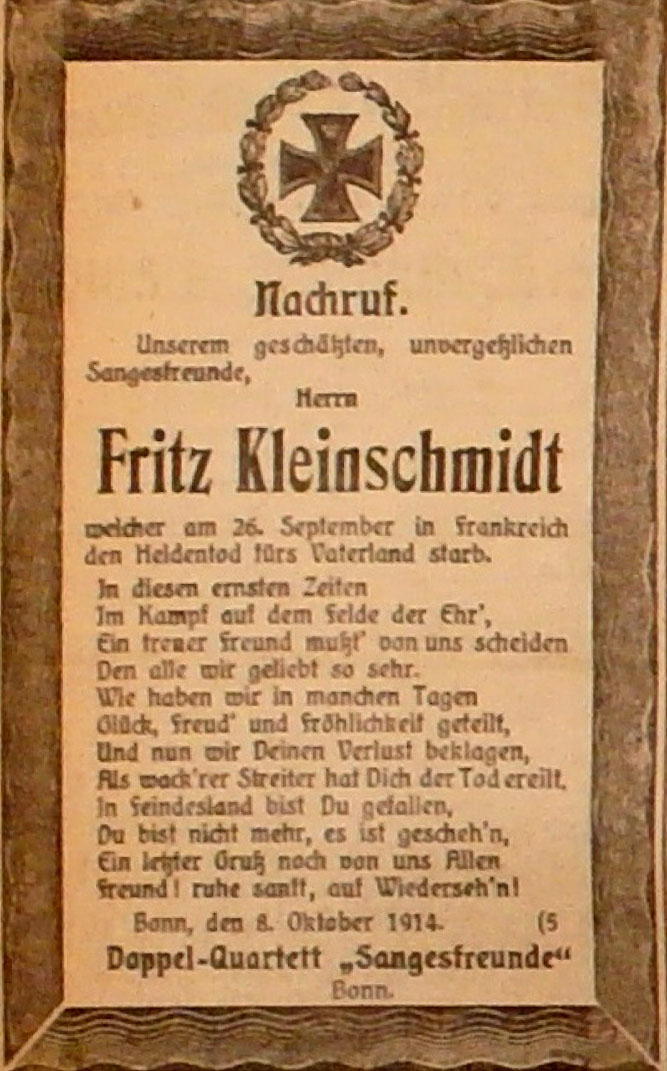 Nachruf.
Unserem geschätzten, unvergeßlichen
Sangesfreunde,
Herrn
Fritz Kleinschmidt
welcher am 26. September in Frankreich
den Heldentod fürs Vaterland starb.
In diesen ernsten Zeiten
Im Kampf auf dem Felde der Ehr',
Ein treuer Freund mußt' von uns scheiden
Den alle wir geliebt so sehr.
Wie haben wir in manchen Tagen
Glück, Freud' und Fröhlichkeit geteilt,
Und nun wir Deinen Verlust beklagen,
Als wack'rer Streiter hat Dich der Tod ereilt.
In Feindesland bist Du gefallen,
Du bist nicht mehr, es ist gescheh'n,
Ein letzter Gruß noch von uns Allen
Freund! ruhe sanft, auf Wiederseh'n!
Bonn, den 8. Oktober 1914. (5
Doppel-Quartett „Sangesfreunde“
Bonn.